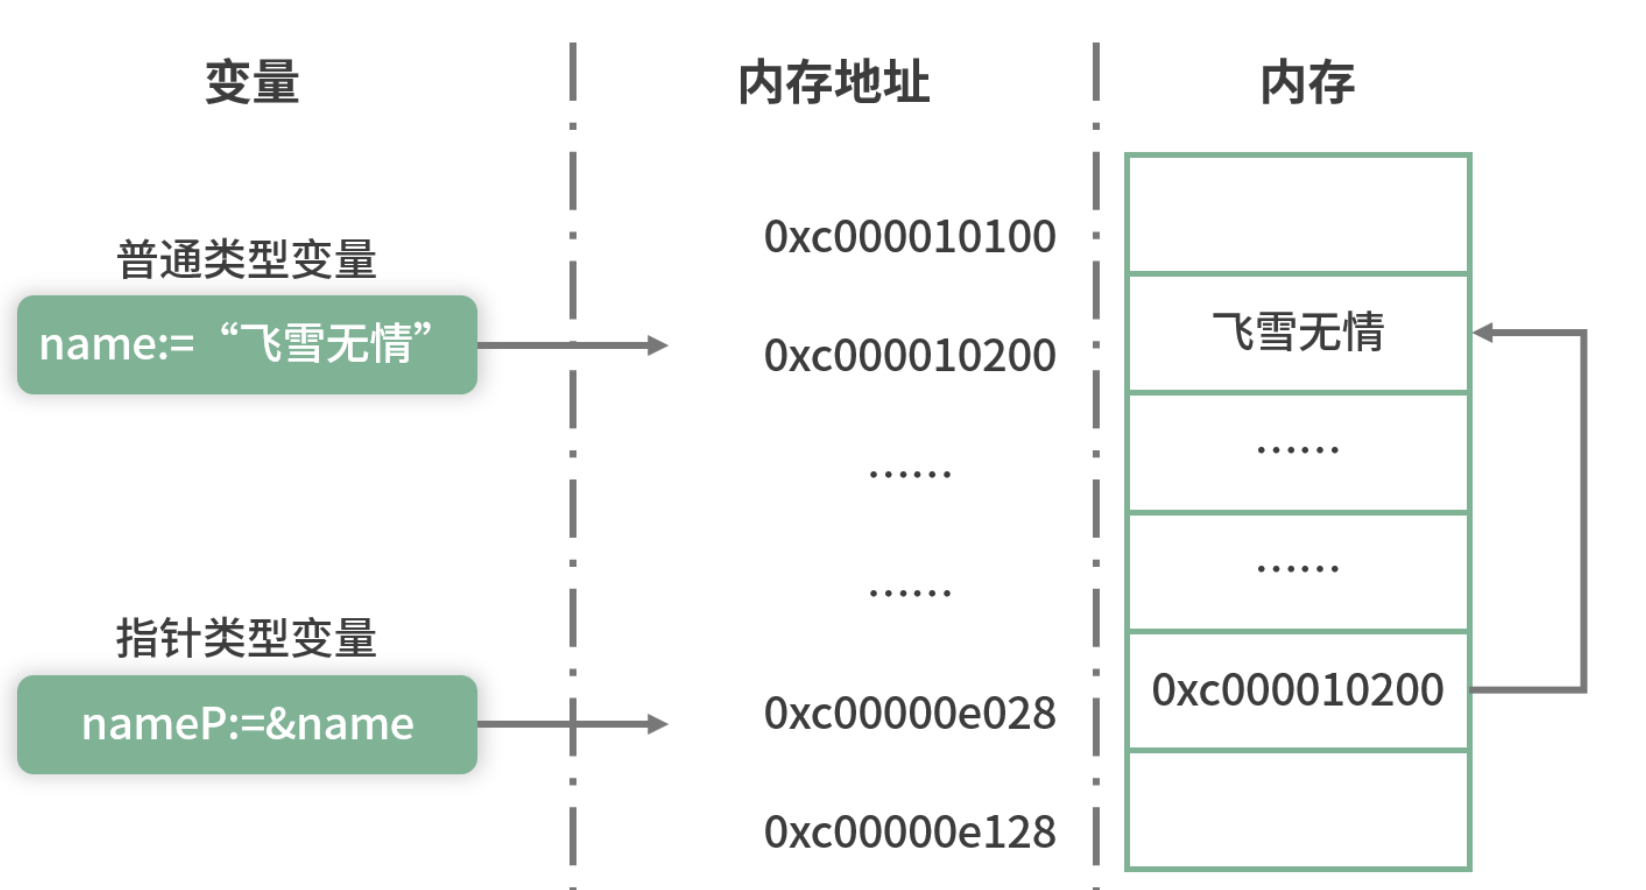 变量
内存地址
内存
普通类型变量
name:=“飞雪无情”
0xc000010100
0xc000010200
……
……
指针类型变量
nameP:=&name
0xc00000e028
0xc00000e128
飞雪无情
……
……
0xc000010200